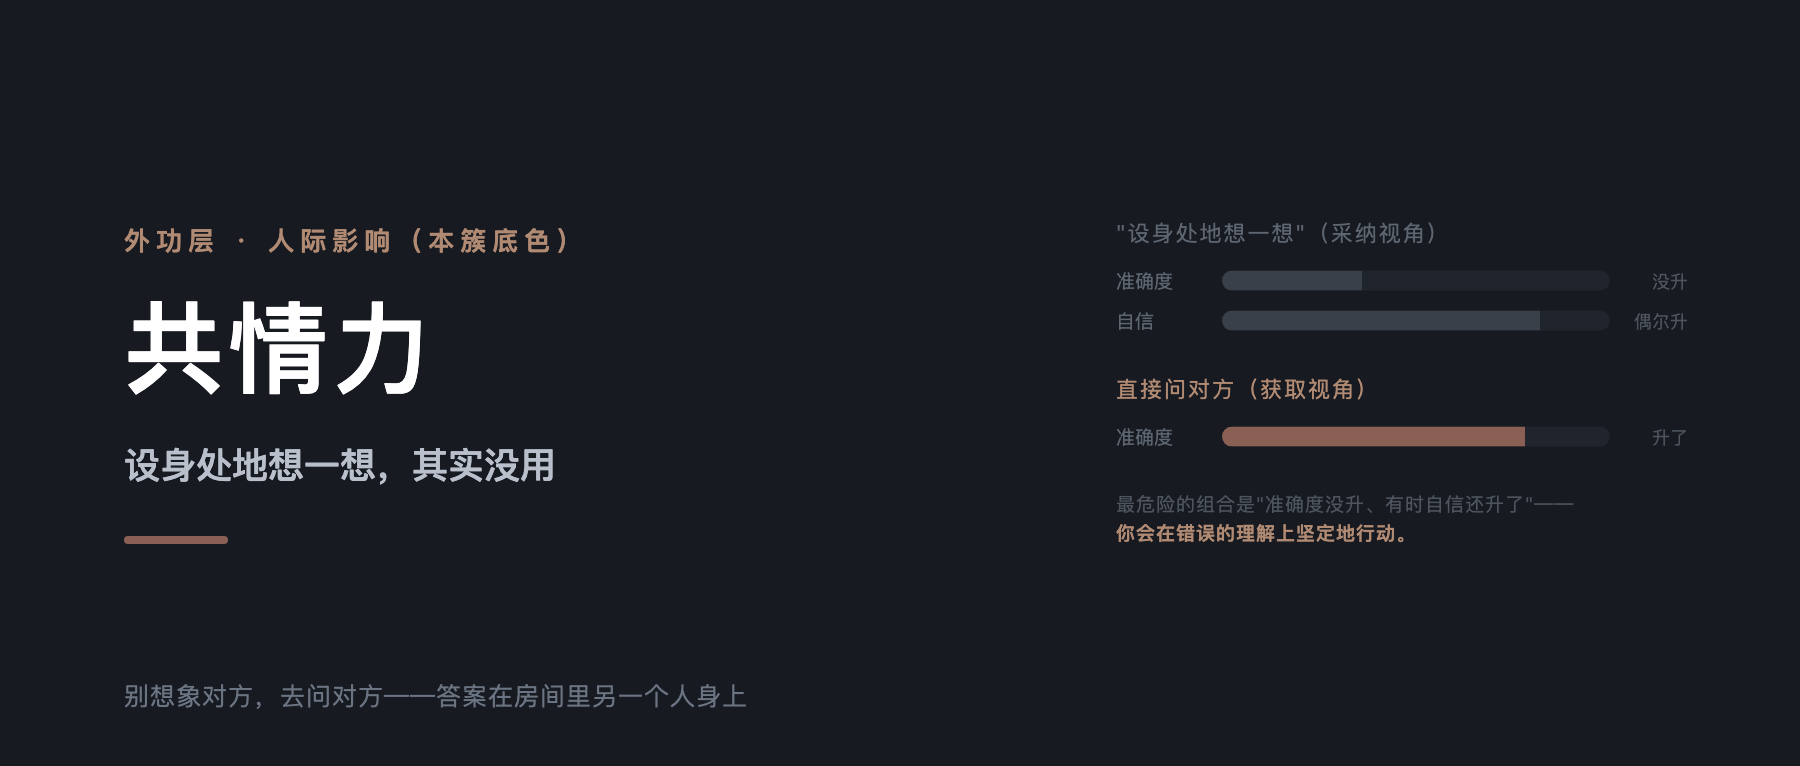 外功层 · 人际影响（本簇底色）
共情力
设身处地想一想，其实没用
别想象对方，去问对方——答案在房间里另一个人身上
"设身处地想一想"（采纳视角）
准确度 没升
自信 偶尔升
直接问对方（获取视角）
准确度 升了
最危险的组合是"准确度没升、有时自信还升了"——
你会在错误的理解上坚定地行动。